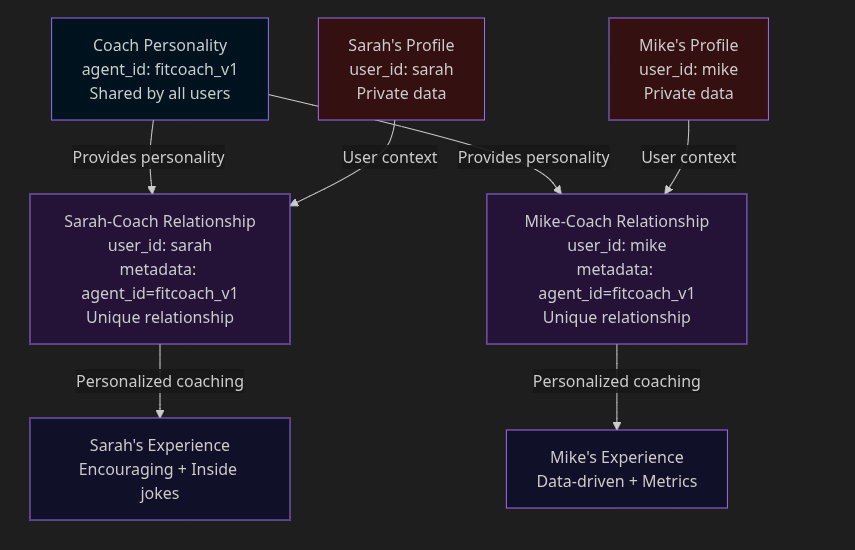 Coach Personality
agent_id: fitcoach_v1
Shared by all users
Sarah's Profile
user_id: sarah
Private data
Mike's Profile
user_id: mike
Private data
Provides personality
User context
Provides personality
User context
Sarah-Coach Relationship
user_id: sarah
metadata:
agent_id=fitcoach_v1
Unique relationship
Mike-Coach Relationship
user_id: mike
metadata:
agent_id=fitcoach_v1
Unique relationship
Personalized coaching
Personalized coaching
Sarah's Experience
Encouraging + Inside
jokes
Mike's Experience
Data-driven + Metrics